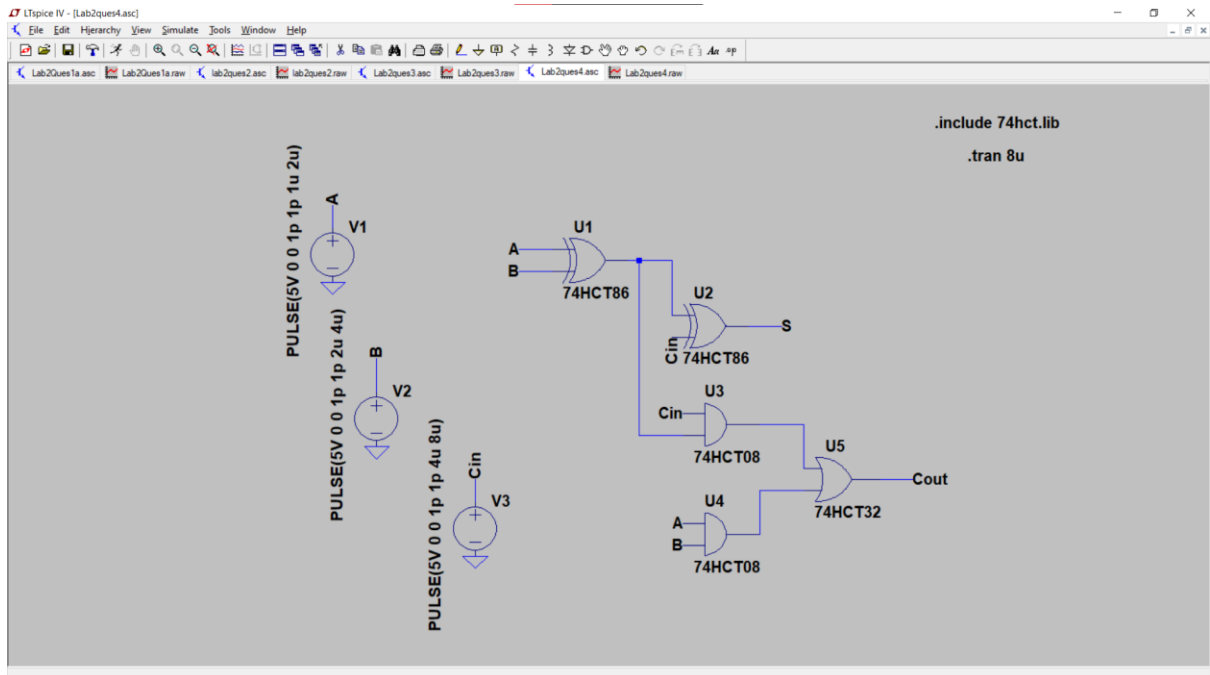 LTspice IV - [Lab2ques4.asc]
File Edit Hierarchy View Simulate Tools Window Help
Lab2Ques1a.asc Lab2Ques1a.raw lab2ques2.asc lab2ques2.raw Lab2ques3.asc Lab2ques3.raw Lab2ques4.asc Lab2ques4.raw
.include 74hct.lib
.tran 8u
PULSE(5V 0 0 1p 1p 1u 2u)
A
V1
PULSE(5V 0 0 1p 1p 2u 4u)
B
V2
PULSE(5V 0 0 1p 1p 4u 8u)
Cin
V3
U1
A
B
74HCT86
U2
Cin
S
74HCT86
U3
Cin
74HCT08
U4
A
B
74HCT08
U5
Cout
74HCT32